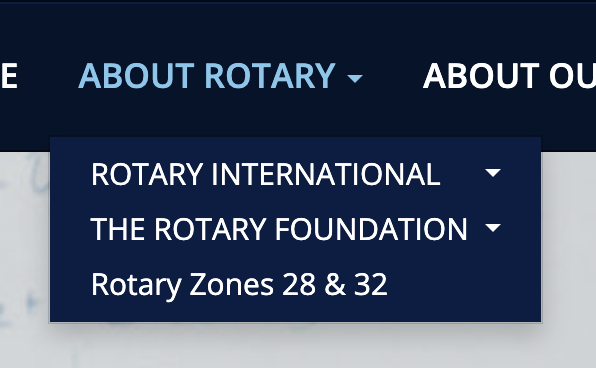 E ABOUT ROTARY ABOUT OU
ROTARY INTERNATIONAL
THE ROTARY FOUNDATION
Rotary Zones 28 & 32